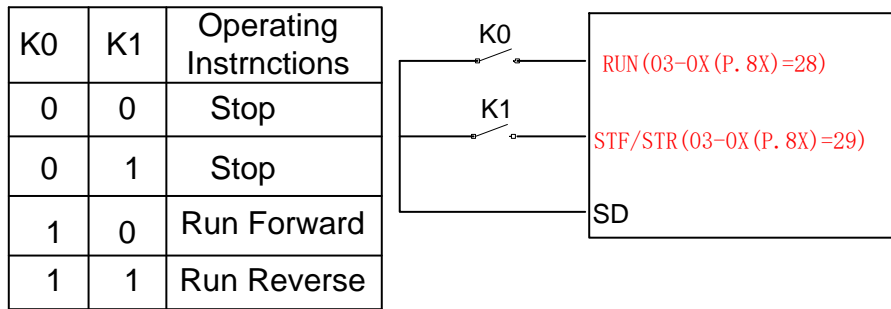 K0 K1 Operating Instrnctions
0 0 Stop
0 1 Stop
1 0 Run Forward
1 1 Run Reverse
K0
RUN(03-0X(P.8X)=28)
K1
STF/STR(03-0X(P.8X)=29)
SD